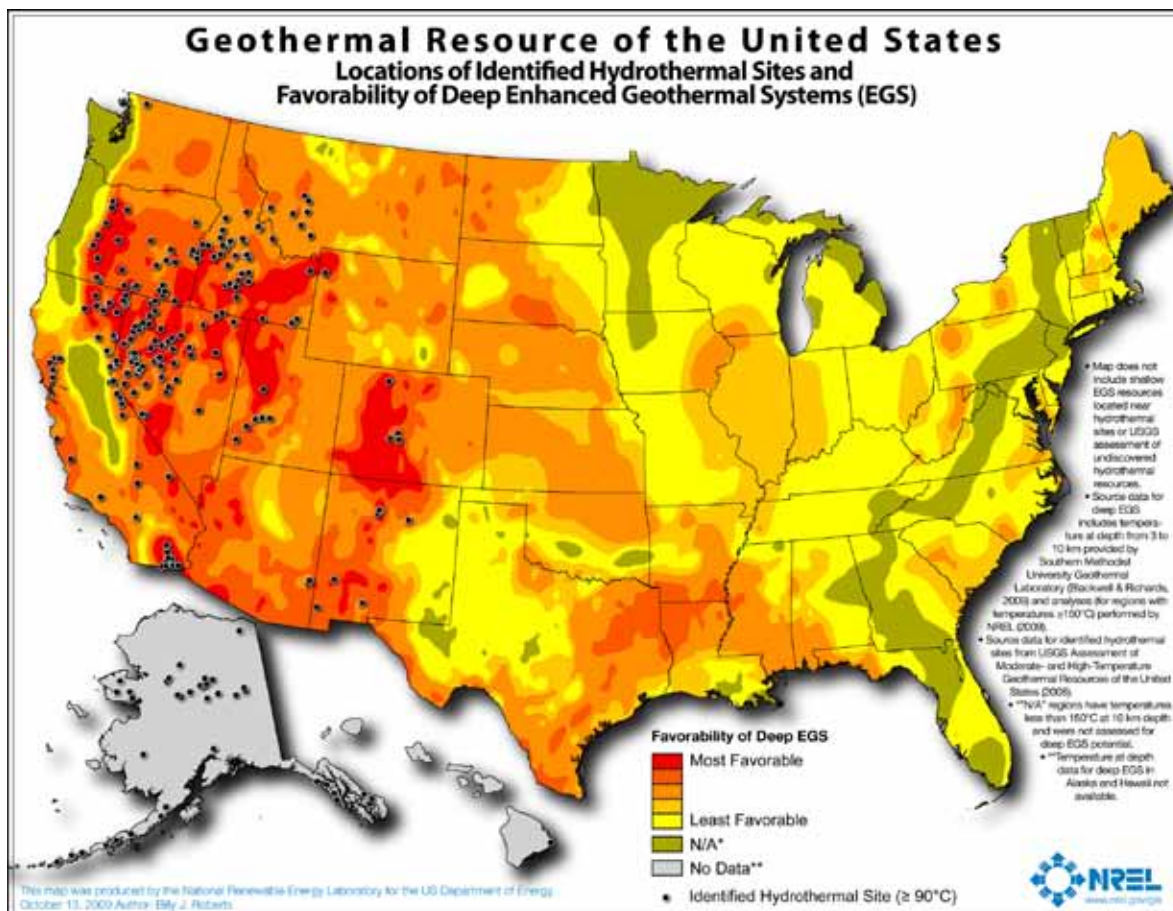 Geothermal Resource of the United States
Locations of Identified Hydrothermal Sites and
Favorability of Deep Enhanced Geothermal Systems (EGS)
• Map does not
include shallow
EGS resources
located near
hydrothermal
sites or USGS
assessment of
undiscovered
hydrothermal
resources.
• Source data for
deep EGS
includes tempera-
ture at depth from 3 to
10 km provided by
Southern Methodist
University Geothermal
Laboratory (Blackwell & Richards,
2009) and analyses (for regions with
temperatures ≥150°C) performed by
NREL (2009).
• Source data for identified hydrothermal
sites from USGS Assessment of
Moderate- and High-Temperature
Geothermal Resources of the United
States (2008).
• *"N/A" regions have temperatures
less than 150°C at 10 km depth
and were not assessed for
deep EGS potential.
• **Temperature at depth
data for deep EGS in
Alaska and Hawaii not
available.
Favorability of Deep EGS
Most Favorable
Least Favorable
N/A*
No Data**
Identified Hydrothermal Site (≥ 90°C)
This map was produced by the National Renewable Energy Laboratory for the US Department of Energy.
October 13, 2009 Author: Billy J. Roberts
NREL
www.nrel.gov/gis